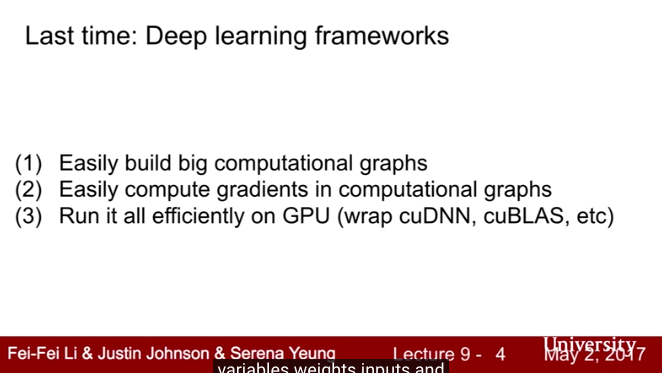 Last time: Deep learning frameworks
(1) Easily build big computational graphs
(2) Easily compute gradients in computational graphs
(3) Run it all efficiently on GPU (wrap cuDNN, cuBLAS, etc)
University
Fei-Fei Li & Justin Johnson & Serena Yeung Lecture 9 - 4 May 2, 2017
variables weights inputs and